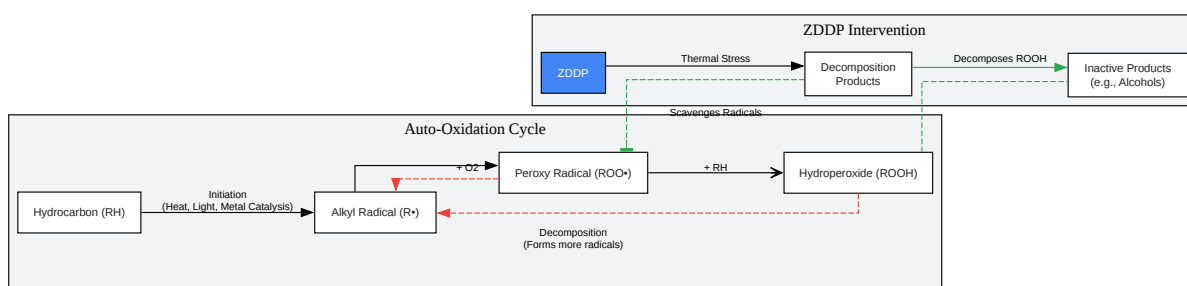 ZDDP Intervention
ZDDP
Thermal Stress
Decomposition
Products
Decomposes ROOH
Inactive Products
(e.g., Alcohols)
Scavenges Radicals
Auto-Oxidation Cycle
Hydrocarbon (RH)
Initiation
(Heat, Light, Metal Catalysis)
Alkyl Radical (R•)
+ O2
Peroxy Radical (ROO•)
+ RH
Hydroperoxide (ROOH)
Decomposition
(Forms more radicals)